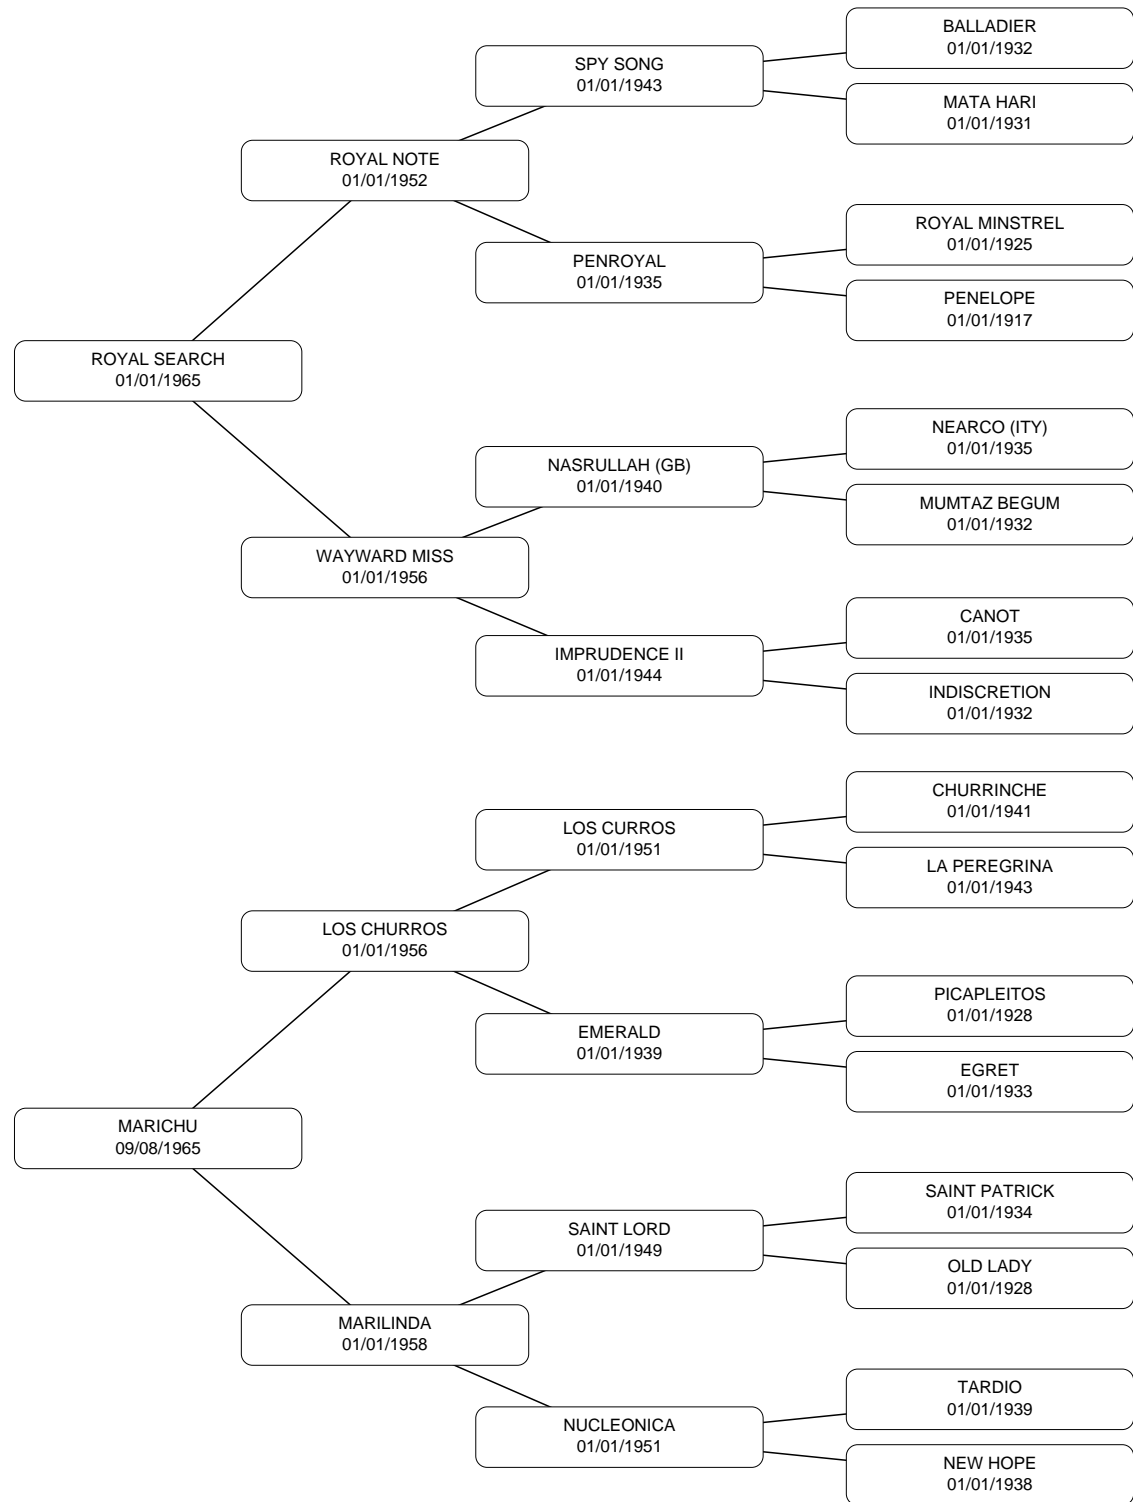 BALLADIER
01/01/1932
SPY SONG
01/01/1943
MATA HARI
01/01/1931
ROYAL NOTE
01/01/1952
ROYAL MINSTREL
01/01/1925
PENROYAL
01/01/1935
PENELOPE
01/01/1917
ROYAL SEARCH
01/01/1965
NEARCO (ITY)
01/01/1935
NASRULLAH (GB)
01/01/1940
MUMTAZ BEGUM
01/01/1932
WAYWARD MISS
01/01/1956
CANOT
01/01/1935
IMPRUDENCE II
01/01/1944
INDISCRETION
01/01/1932
CHURRINCHE
01/01/1941
LOS CURROS
01/01/1951
LA PEREGRINA
01/01/1943
LOS CHURROS
01/01/1956
PICAPLEITOS
01/01/1928
EMERALD
01/01/1939
EGRET
01/01/1933
MARICHU
09/08/1965
SAINT PATRICK
01/01/1934
SAINT LORD
01/01/1949
OLD LADY
01/01/1928
MARILINDA
01/01/1958
TARDIO
01/01/1939
NUCLEONICA
01/01/1951
NEW HOPE
01/01/1938